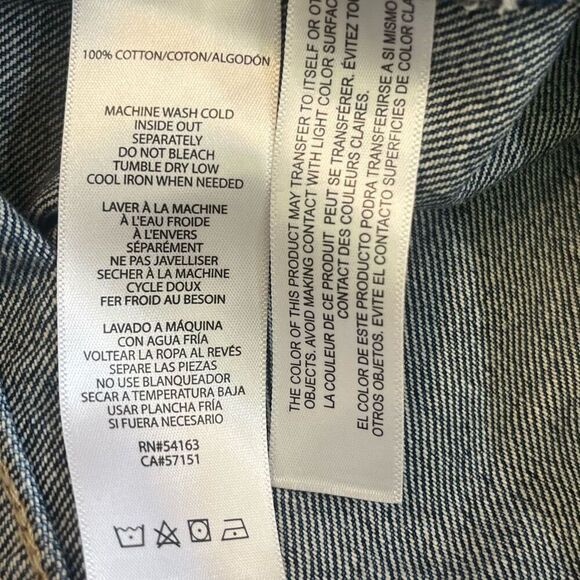 100% COTTON/COTON/ALGODÓN
MACHINE WASH COLD
INSIDE OUT
SEPARATELY
DO NOT BLEACH
TUMBLE DRY LOW
COOL IRON WHEN NEEDED
LAVER À LA MACHINE
À L'EAU FROIDE
À L'ENVERS
SÉPARÉMENT
NE PAS JAVELLISER
SECHER À LA MACHINE
CYCLE DOUX
FER FROID AU BESOIN
LAVADO A MÁQUINA
CON AGUA FRÍA
VOLTEAR LA ROPA AL REVÉS
SEPARE LAS PIEZAS
NO USE BLANQUEADOR
SECAR A TEMPERATURA BAJA
USAR PLANCHA FRÍA
SI FUERA NECESARIO
RN#54163
CA#57151
THE COLOR OF THIS PRODUCT MAY TRANSFER TO ITSELF OR OTHER
OBJECTS. AVOID MAKING CONTACT WITH LIGHT COLOR SURFAC
LA COULEUR DE CE PRODUIT PEUT SE TRANSFÉRER. ÉVITEZ TOU
CONTACT DES COULEURS CLAIRES.
EL COLOR DE ESTE PRODUCTO PODRA TRANSFERIRSE A SI MISMO
OTROS OBJETOS. EVITE EL CONTACTO SUPERFICIES DE COLOR CLA